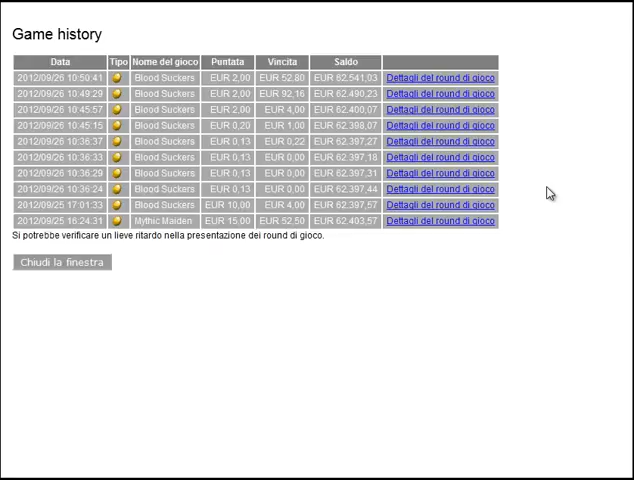 Game history
Data Tipo Nome del gioco Puntata Vincita Saldo
2012/09/26 10:50:41 Blood Suckers EUR 2,00 EUR 52,80 EUR 62.541,03 Dettagli del round di gioco
2012/09/26 10:49:29 Blood Suckers EUR 2,00 EUR 92,16 EUR 62.490,23 Dettagli del round di gioco
2012/09/26 10:45:57 Blood Suckers EUR 2,00 EUR 4,00 EUR 62.400,07 Dettagli del round di gioco
2012/09/26 10:45:15 Blood Suckers EUR 0,20 EUR 1,00 EUR 62.398,07 Dettagli del round di gioco
2012/09/26 10:36:37 Blood Suckers EUR 0,13 EUR 0,22 EUR 62.397,27 Dettagli del round di gioco
2012/09/26 10:36:33 Blood Suckers EUR 0,13 EUR 0,00 EUR 62.397,18 Dettagli del round di gioco
2012/09/26 10:36:29 Blood Suckers EUR 0,13 EUR 0,00 EUR 62.397,31 Dettagli del round di gioco
2012/09/26 10:36:24 Blood Suckers EUR 0,13 EUR 0,00 EUR 62.397,44 Dettagli del round di gioco
2012/09/25 17:01:33 Blood Suckers EUR 10,00 EUR 4,00 EUR 62.397,57 Dettagli del round di gioco
2012/09/25 16:24:31 Mythic Maiden EUR 15,00 EUR 52,50 EUR 62.403,57 Dettagli del round di gioco
Si potrebbe verificare un lieve ritardo nella presentazione dei round di gioco.
Chiudi la finestra